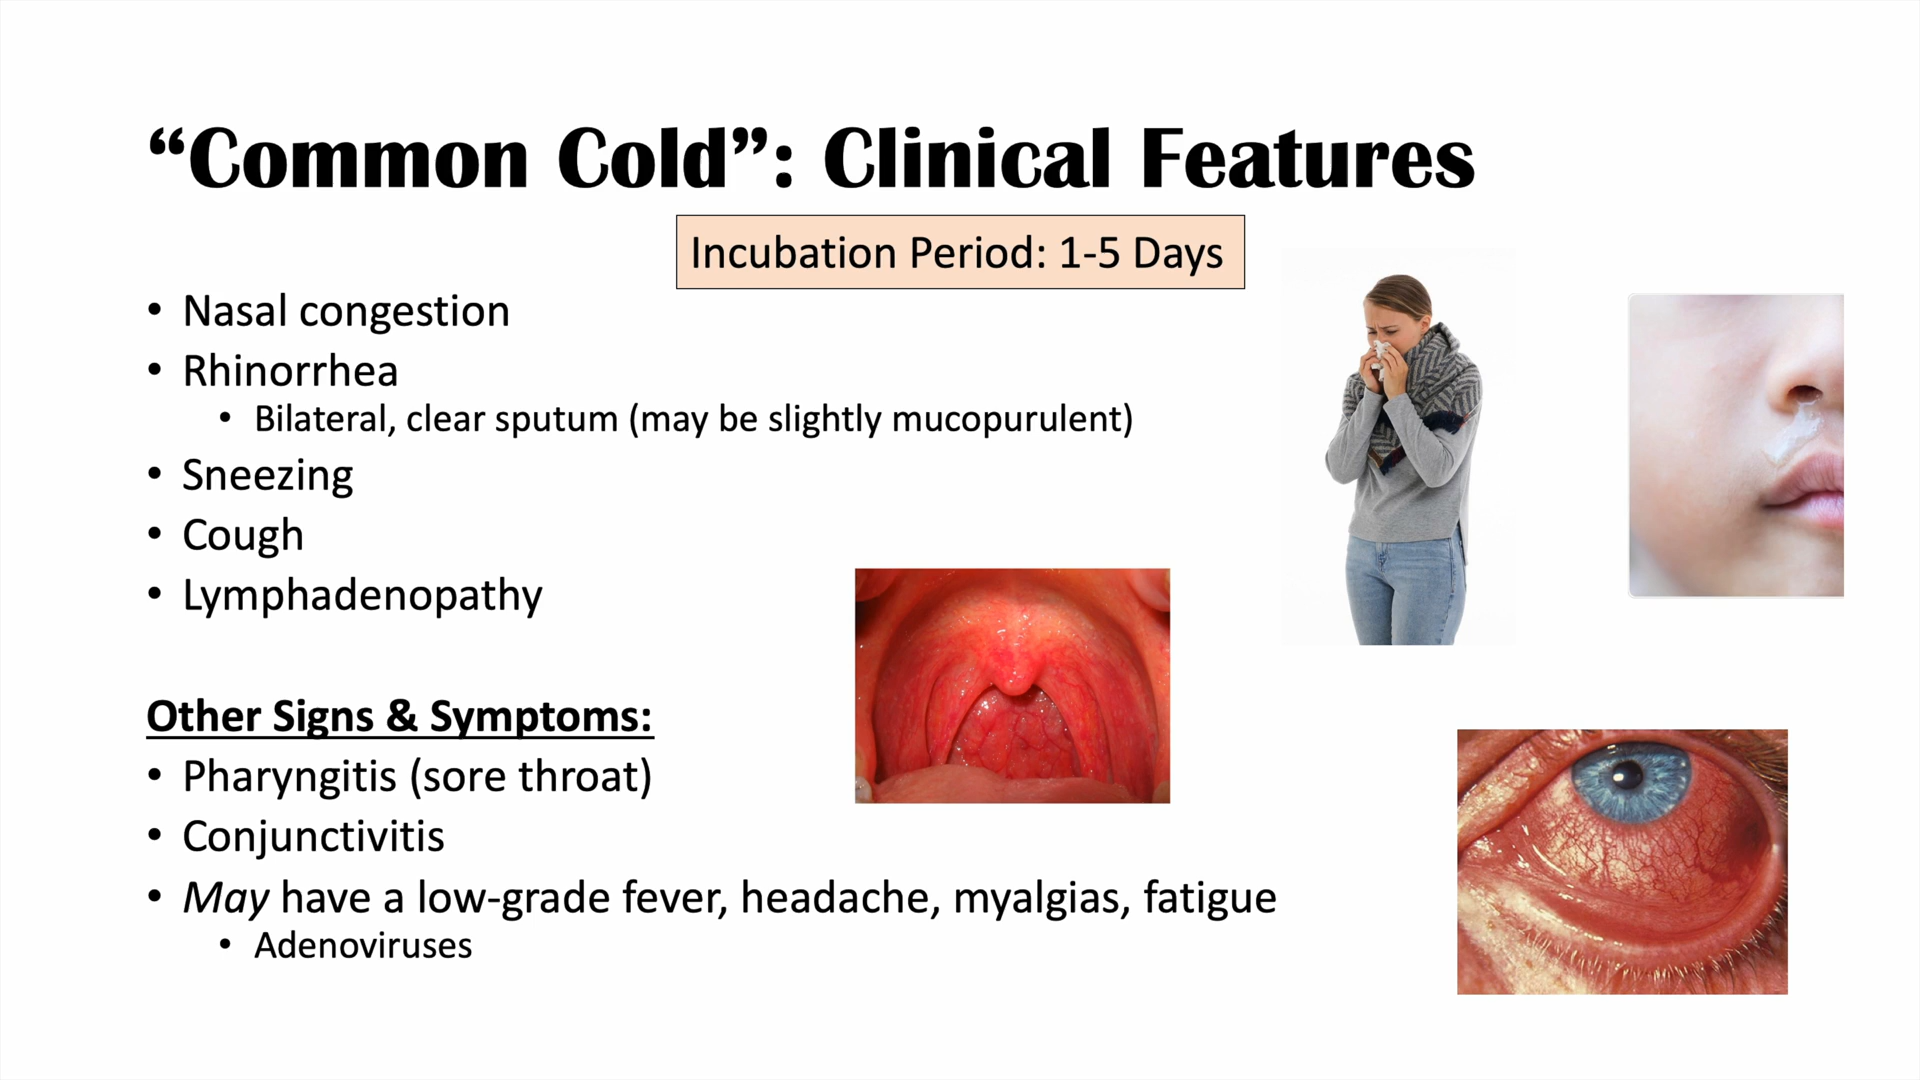 “Common Cold”: Clinical Features
Incubation Period: 1-5 Days
• Nasal congestion
• Rhinorrhea
• Bilateral, clear sputum (may be slightly mucopurulent)
• Sneezing
• Cough
• Lymphadenopathy
Other Signs & Symptoms:
• Pharyngitis (sore throat)
• Conjunctivitis
• May have a low-grade fever, headache, myalgias, fatigue
• Adenoviruses